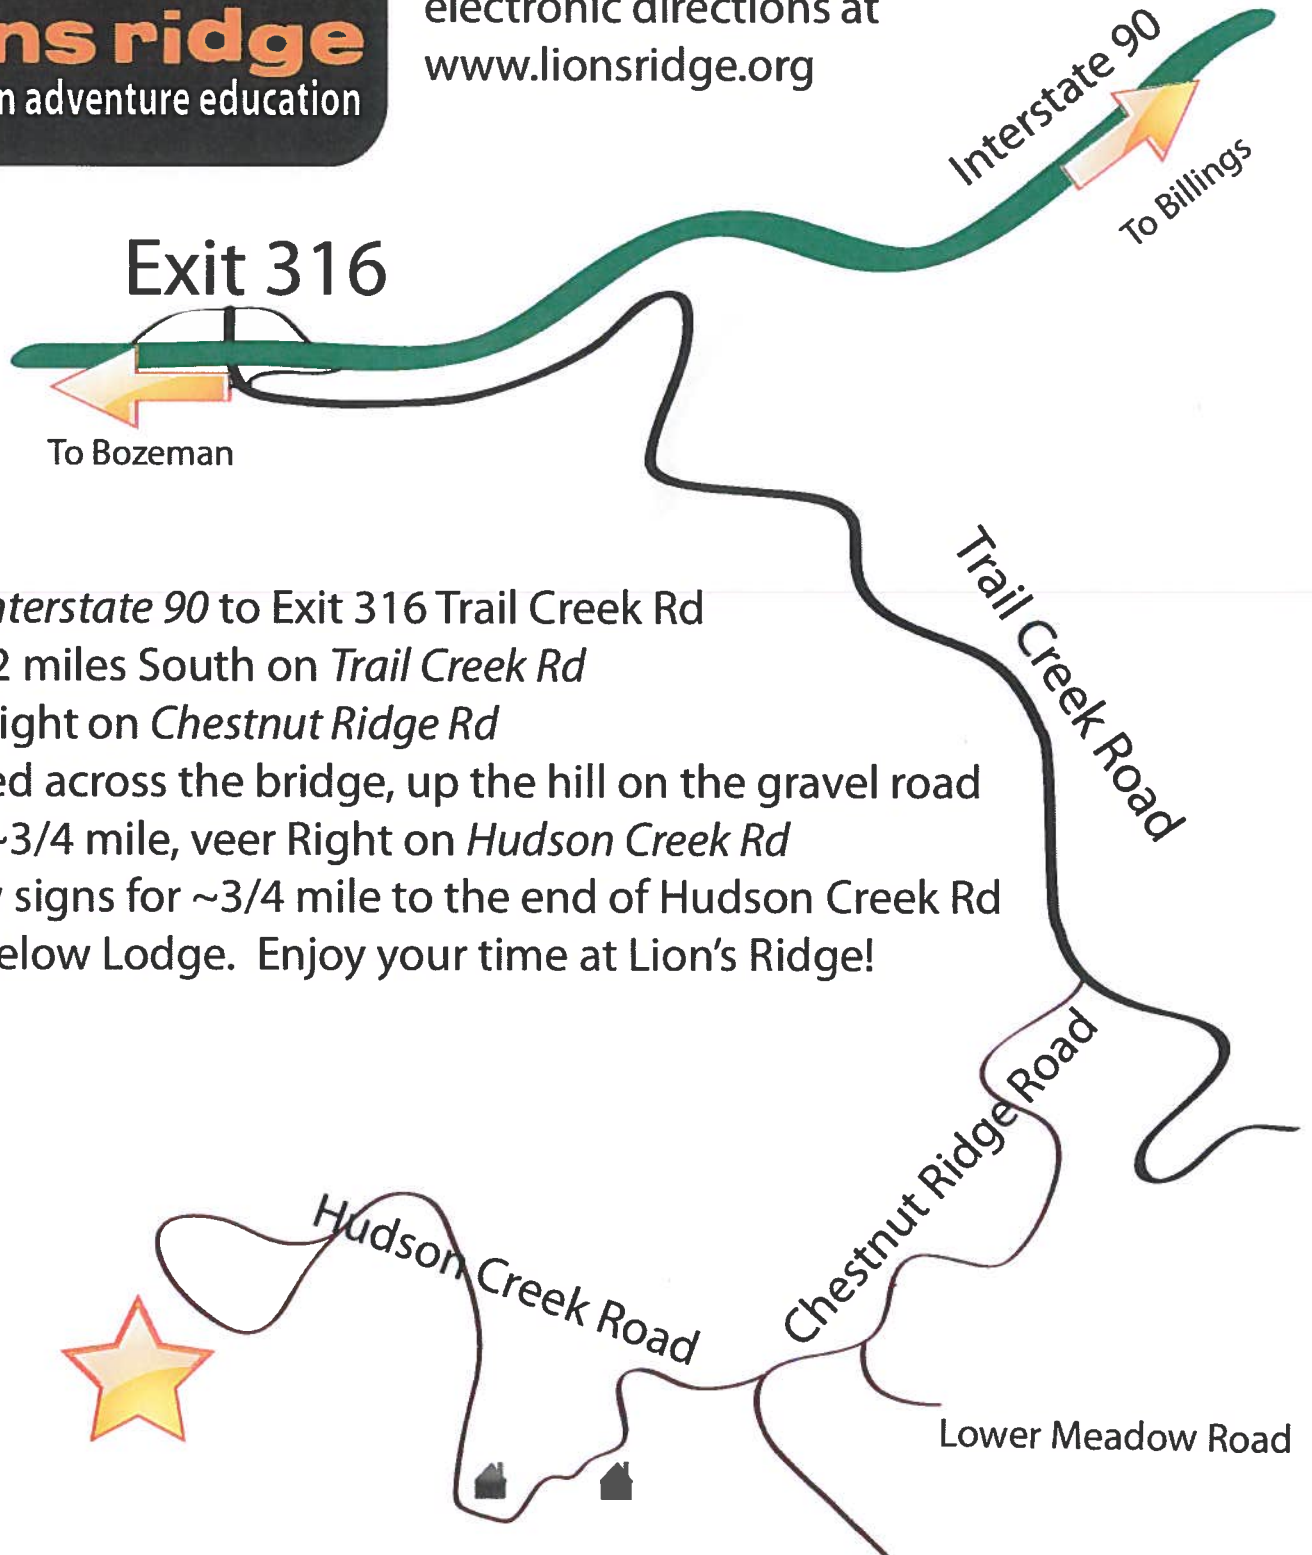 ns ridge
n adventure education
electronic directions at
www.lionsridge.org
Interstate 90
To Billings
Exit 316
To Bozeman
nterstate 90 to Exit 316 Trail Creek Rd
2 miles South on Trail Creek Rd
ight on Chestnut Ridge Rd
ed across the bridge, up the hill on the gravel road
~3/4 mile, veer Right on Hudson Creek Rd
signs for ~3/4 mile to the end of Hudson Creek Rd
elow Lodge. Enjoy your time at Lion's Ridge!
Trail Creek Road
Chestnut Ridge Road
Hudson Creek Road
Lower Meadow Road